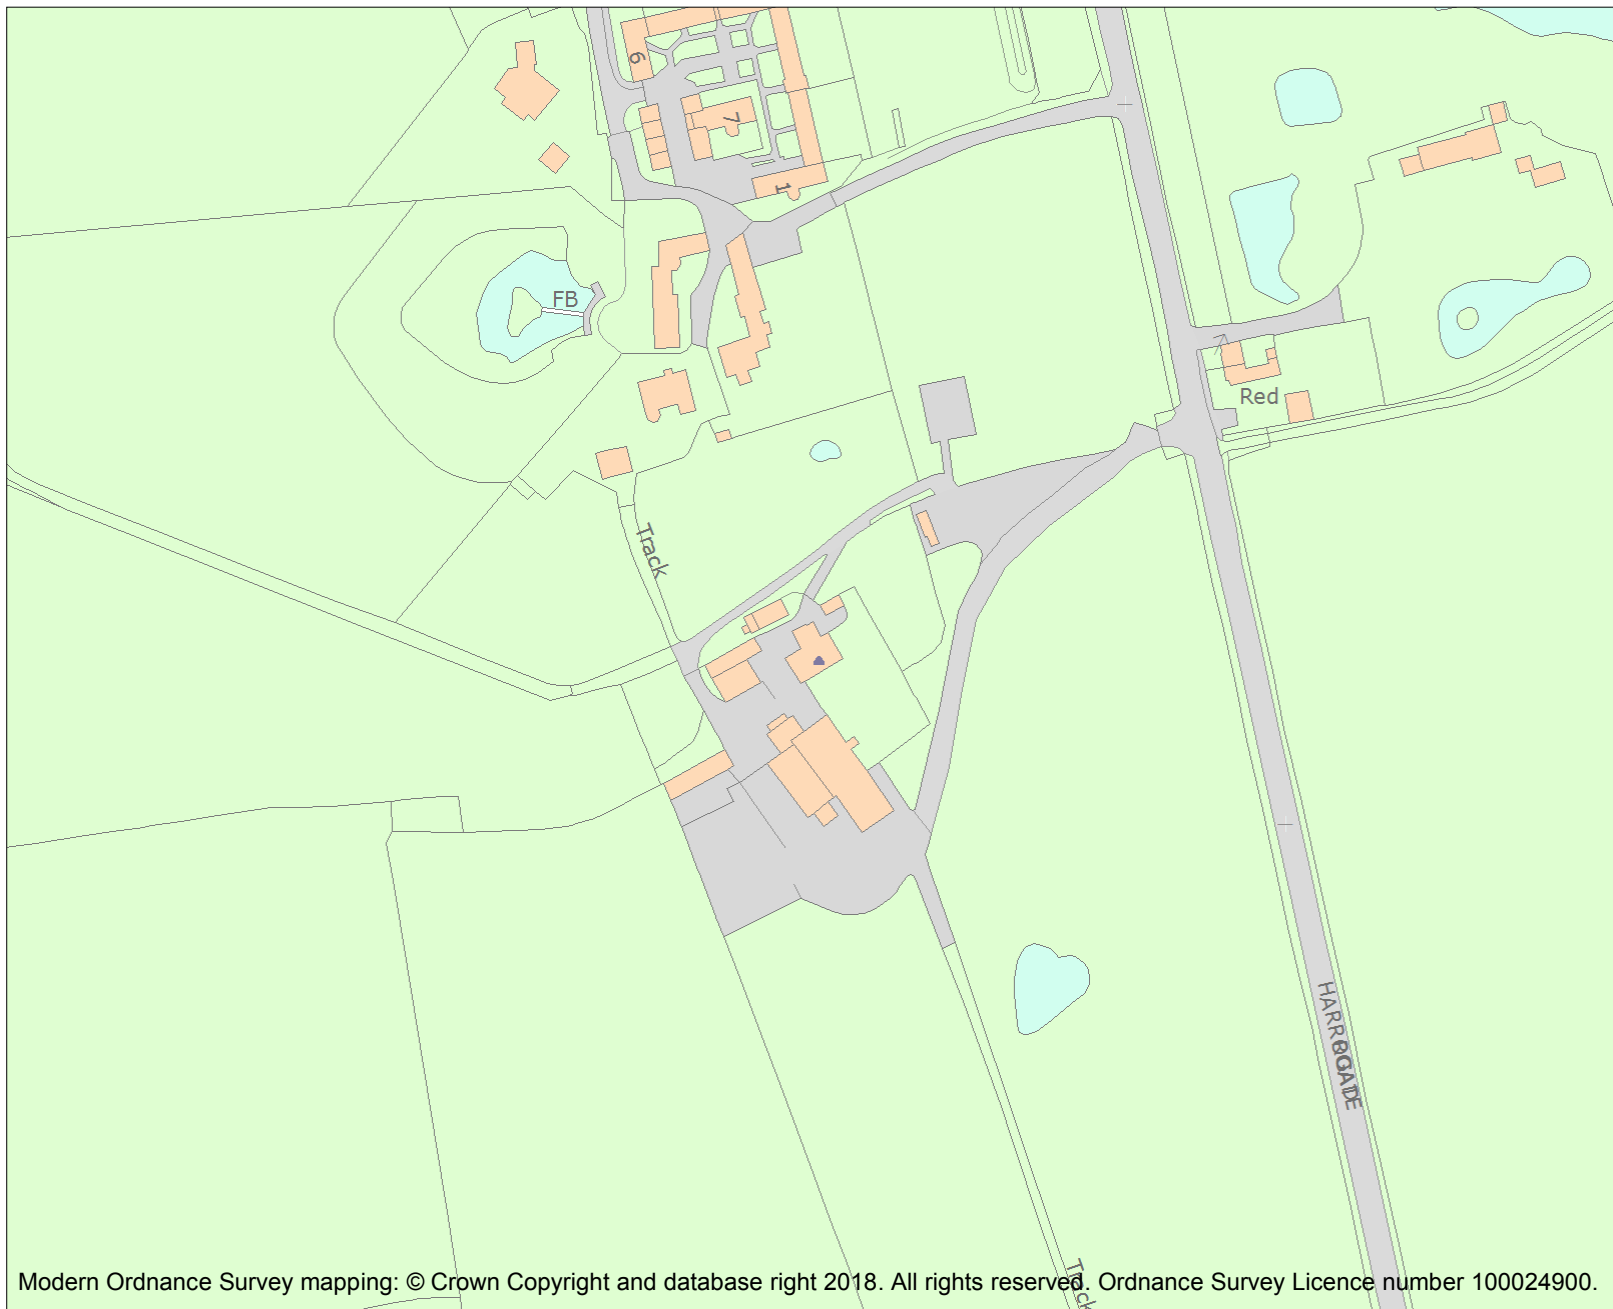 6
7
1
FB
Red
Track
HARROGATE
ROAD
Track
Modern Ordnance Survey mapping: © Crown Copyright and database right 2018. All rights reserved. Ordnance Survey Licence number 100024900.